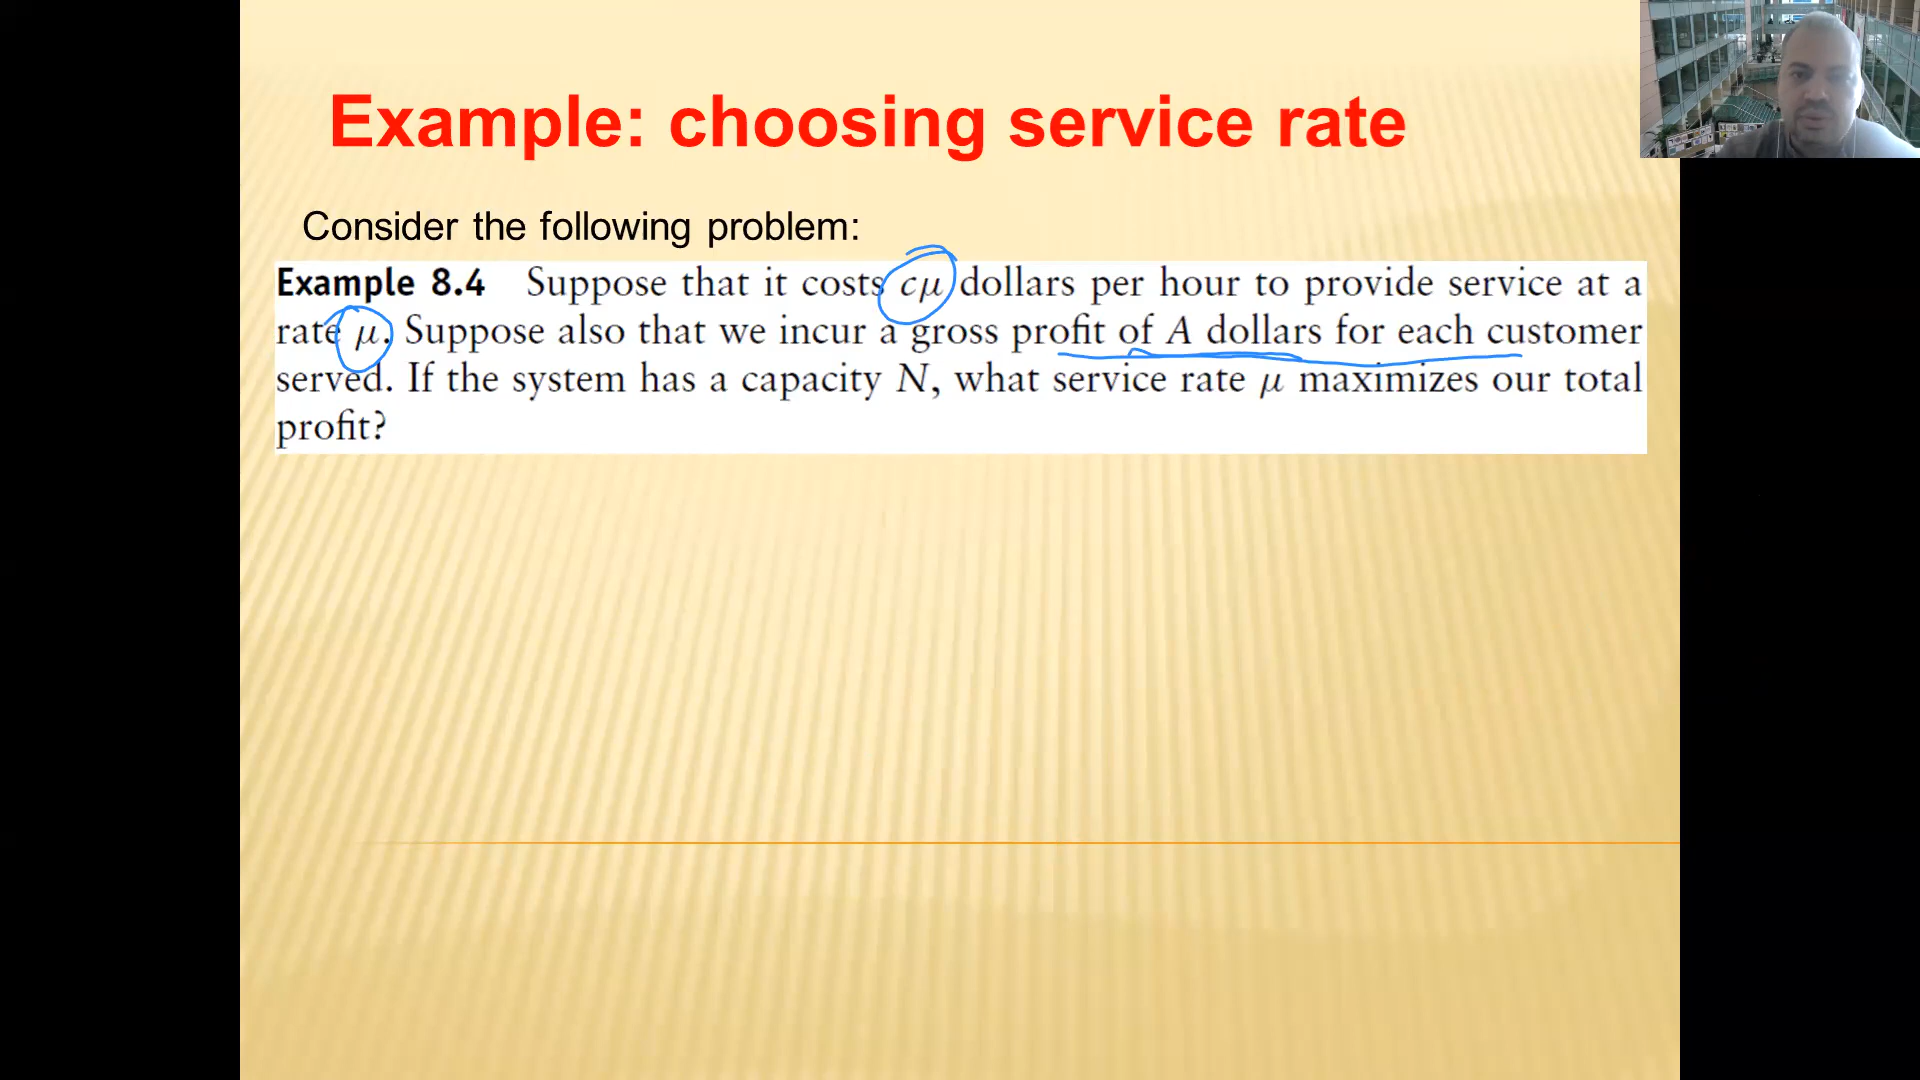 Example: choosing service rate
Consider the following problem:
Example 8.4 Suppose that it costs cμ dollars per hour to provide service at a
rate μ. Suppose also that we incur a gross profit of A dollars for each customer
served. If the system has a capacity N, what service rate μ maximizes our total
profit?